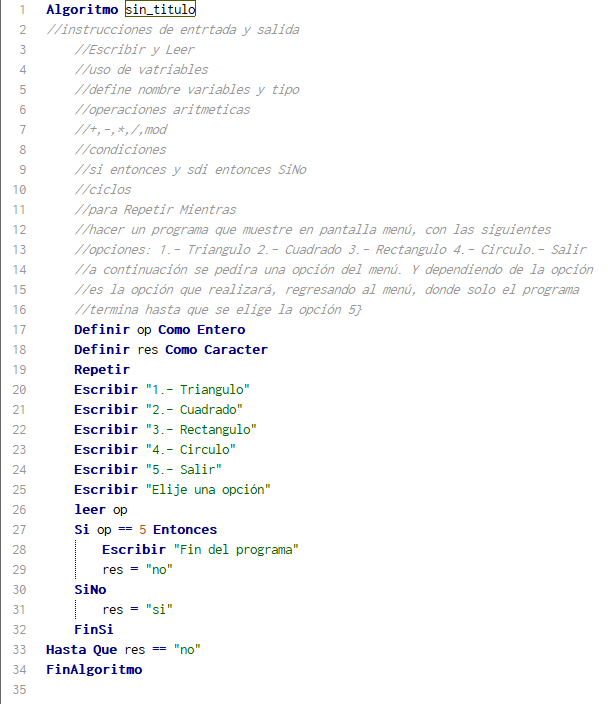 1 Algoritmo sin_titulo
2 //instrucciones de entrtada y salida
3 //Escribir y Leer
4 //uso de vatriables
5 //define nombre variables y tipo
6 //operaciones aritmeticas
7 //+,-,*,/,mod
8 //condiciones
9 //si entonces y sdi entonces SiNo
10 //ciclos
11 //para Repetir Mientras
12 //hacer un programa que muestre en pantalla menú, con las siguientes
13 //opciones: 1.- Triangulo 2.- Cuadrado 3.- Rectangulo 4.- Circulo.- Salir
14 //a continuación se pedira una opción del menú. Y dependiendo de la opción
15 //es la opción que realizará, regresando al menú, donde solo el programa
16 //termina hasta que se elige la opción 5}
17 Definir op Como Entero
18 Definir res Como Caracter
19 Repetir
20 Escribir "1.- Triangulo"
21 Escribir "2.- Cuadrado"
22 Escribir "3.- Rectangulo"
23 Escribir "4.- Circulo"
24 Escribir "5.- Salir"
25 Escribir "Elije una opción"
26 leer op
27 Si op == 5 Entonces
28 Escribir "Fin del programa"
29 res = "no"
30 SiNo
31 res = "si"
32 FinSi
33 Hasta Que res == "no"
34 FinAlgoritmo
35